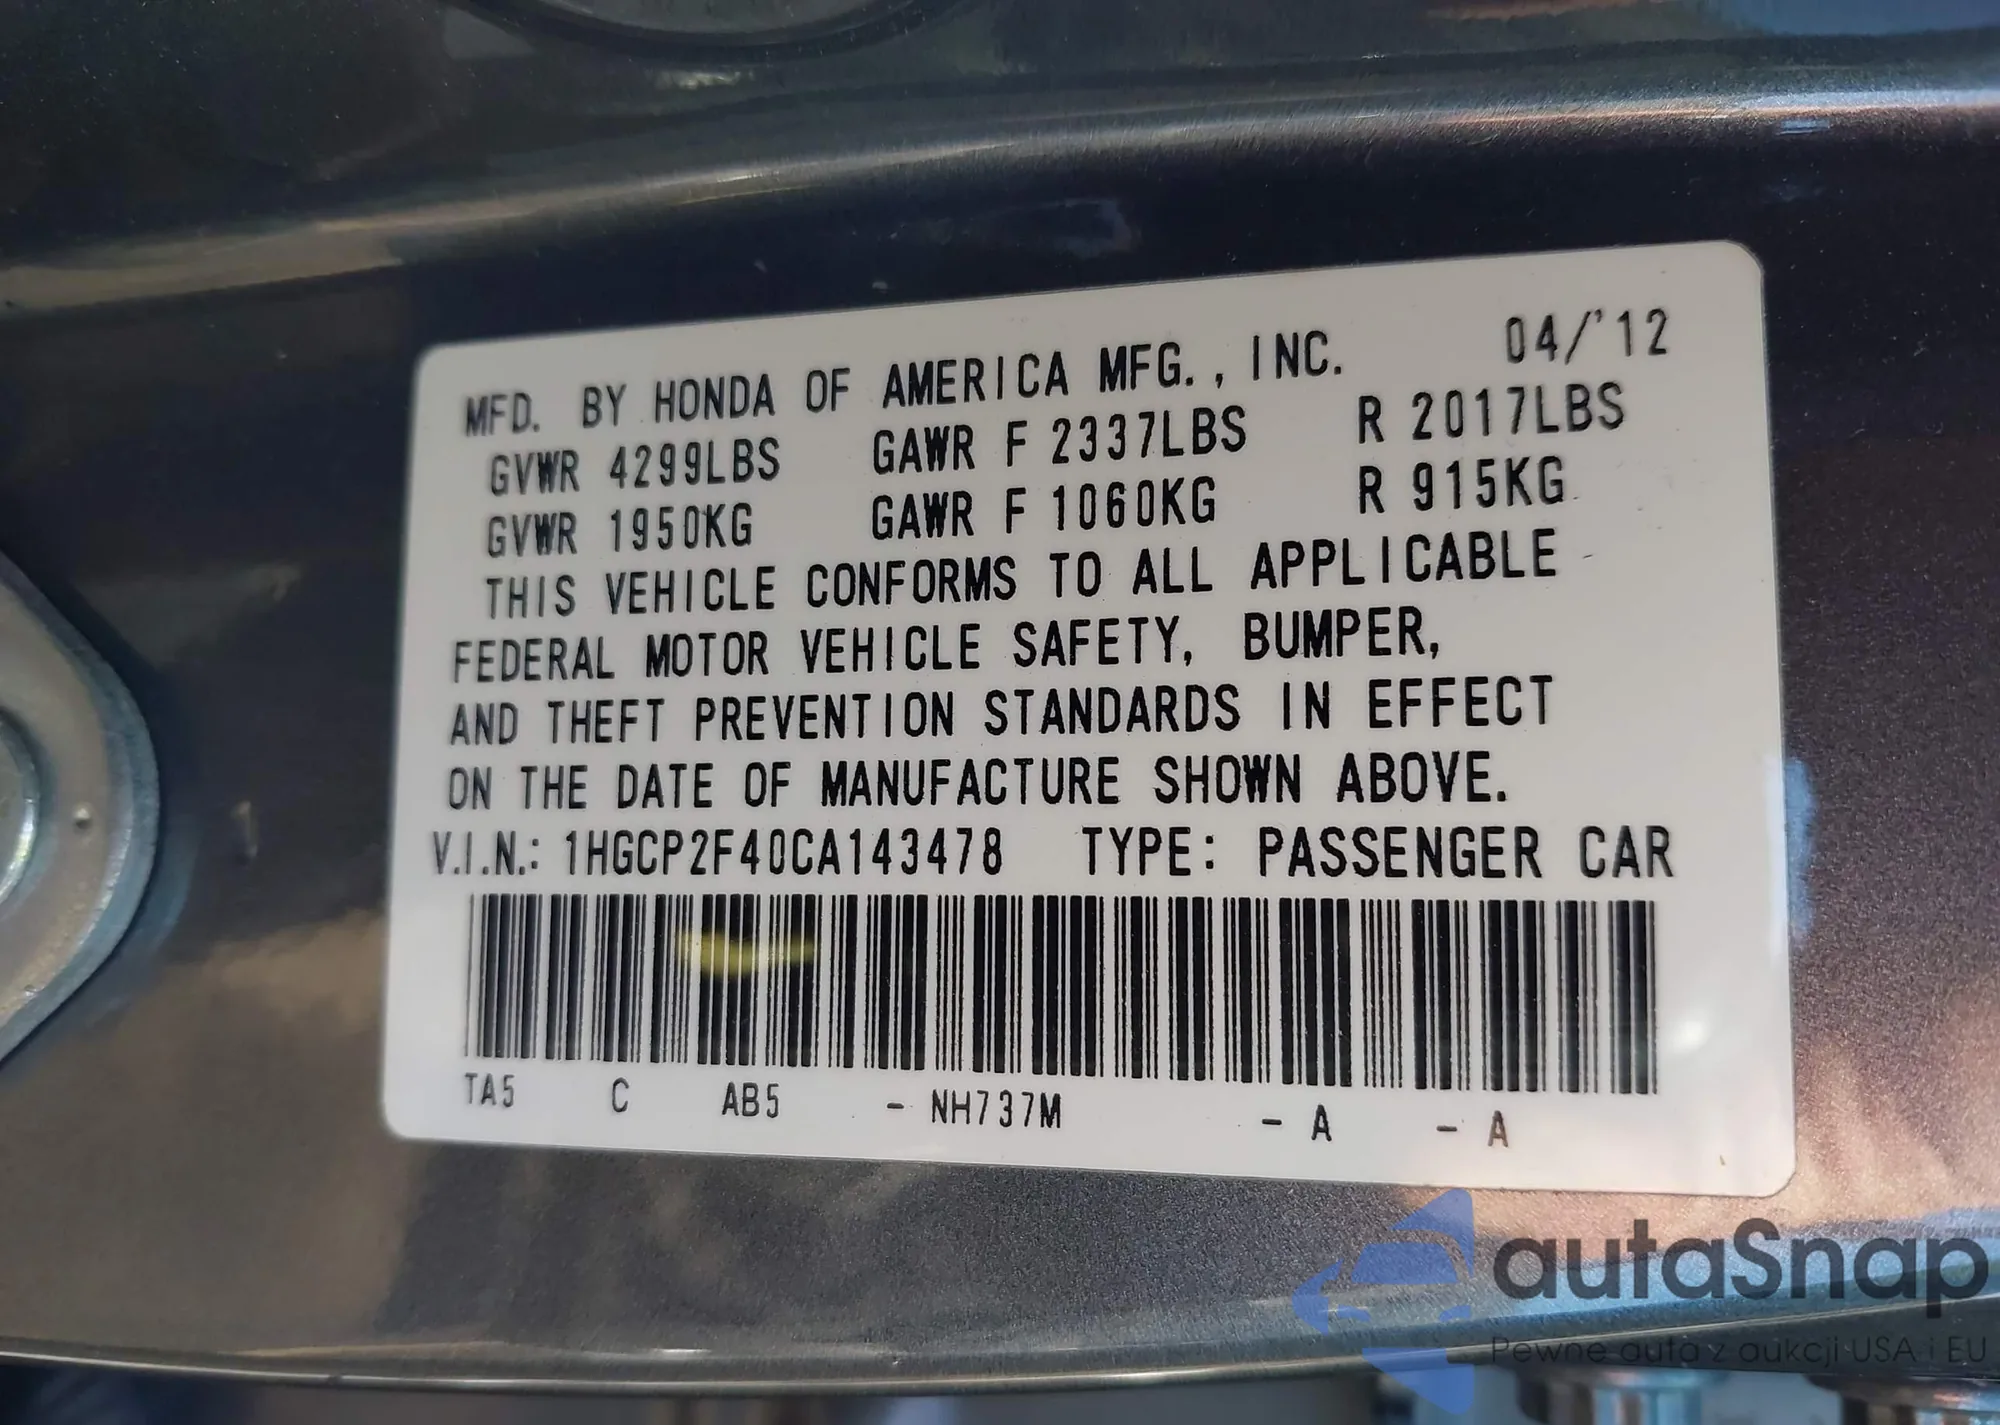 MFD. BY HONDA OF AMERICA MFG., INC. 04/'12
GVWR 4299LBS GAWR F 2337LBS R 2017LBS
GVWR 1950KG GAWR F 1060KG R 915KG
THIS VEHICLE CONFORMS TO ALL APPLICABLE
FEDERAL MOTOR VEHICLE SAFETY, BUMPER,
AND THEFT PREVENTION STANDARDS IN EFFECT
ON THE DATE OF MANUFACTURE SHOWN ABOVE.
V.I.N.: 1HGCP2F40CA143478 TYPE: PASSENGER CAR
TA5 C AB5 - NH737M - A - A
autaSnap
Pewne auta z aukcji USA i EU